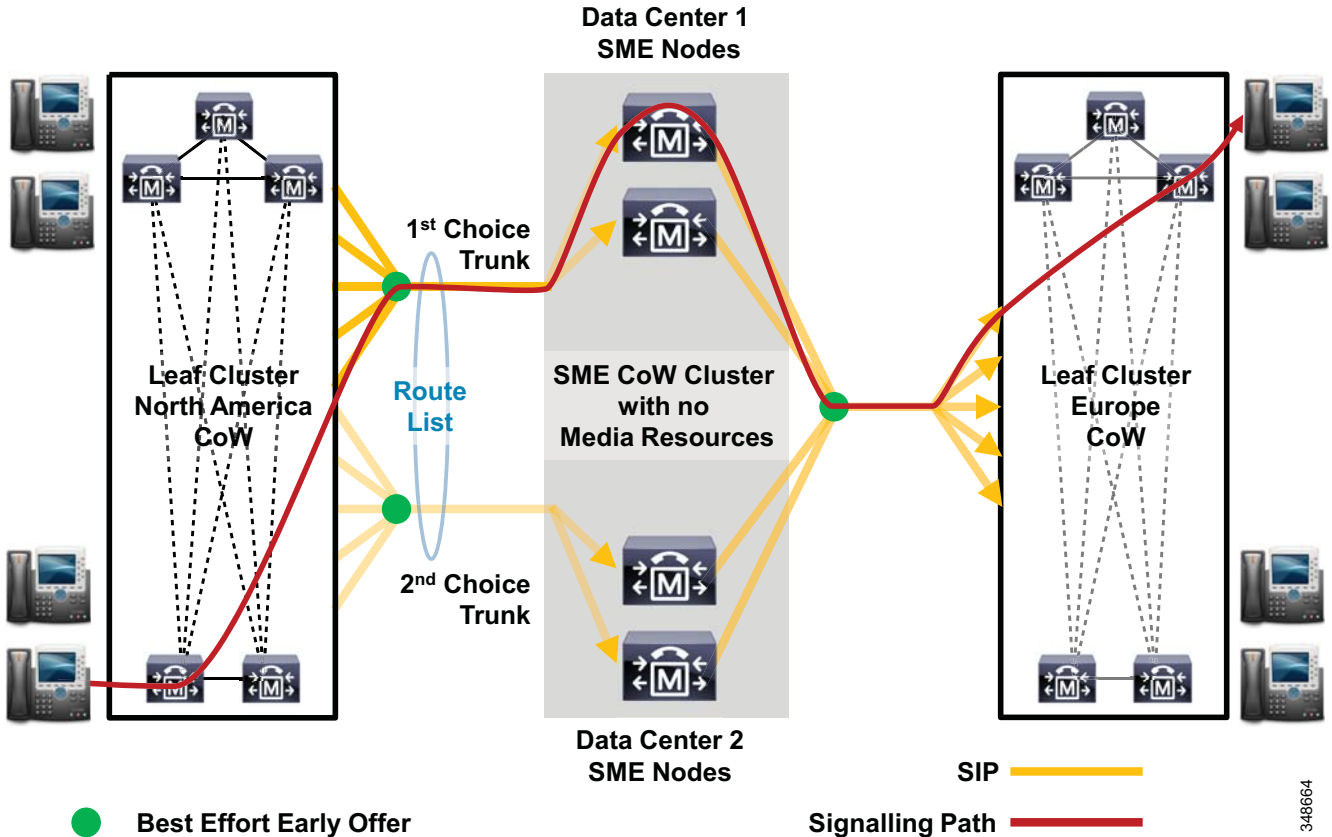 Data Center 1
SME Nodes
1st Choice
Trunk
Leaf Cluster
North America
CoW
Route
List
SME CoW Cluster
with no
Media Resources
Leaf Cluster
Europe
CoW
2nd Choice
Trunk
Data Center 2
SME Nodes
SIP
Best Effort Early Offer
Signalling Path
348664
M
M
M
M
M
M
M
M
M
M
M
M
M
M